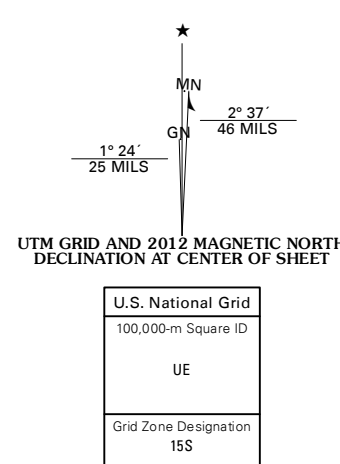 ★
MN
GN
2° 37´
46 MILS
1° 24´
25 MILS
UTM GRID AND 2012 MAGNETIC NORTH
DECLINATION AT CENTER OF SHEET
U.S. National Grid
100,000-m Square ID
UE
Grid Zone Designation
15S